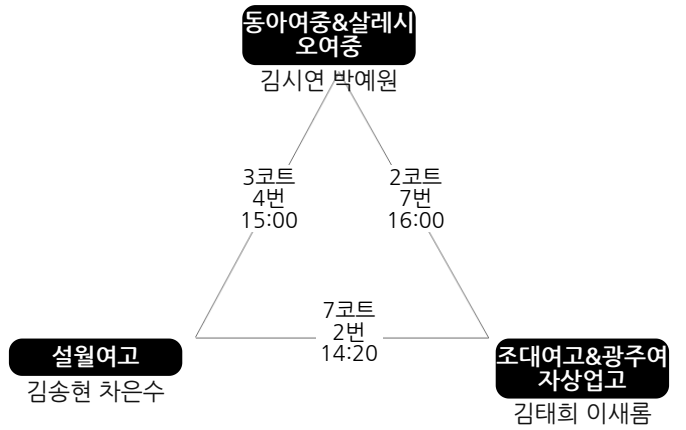 동아여중&살레시
오여중
김시연 박예원
3코트
4번
15:00
2코트
7번
16:00
7코트
2번
14:20
설월여고
김송현 차은수
조대여고&광주여
자상업고
김태희 이새롬